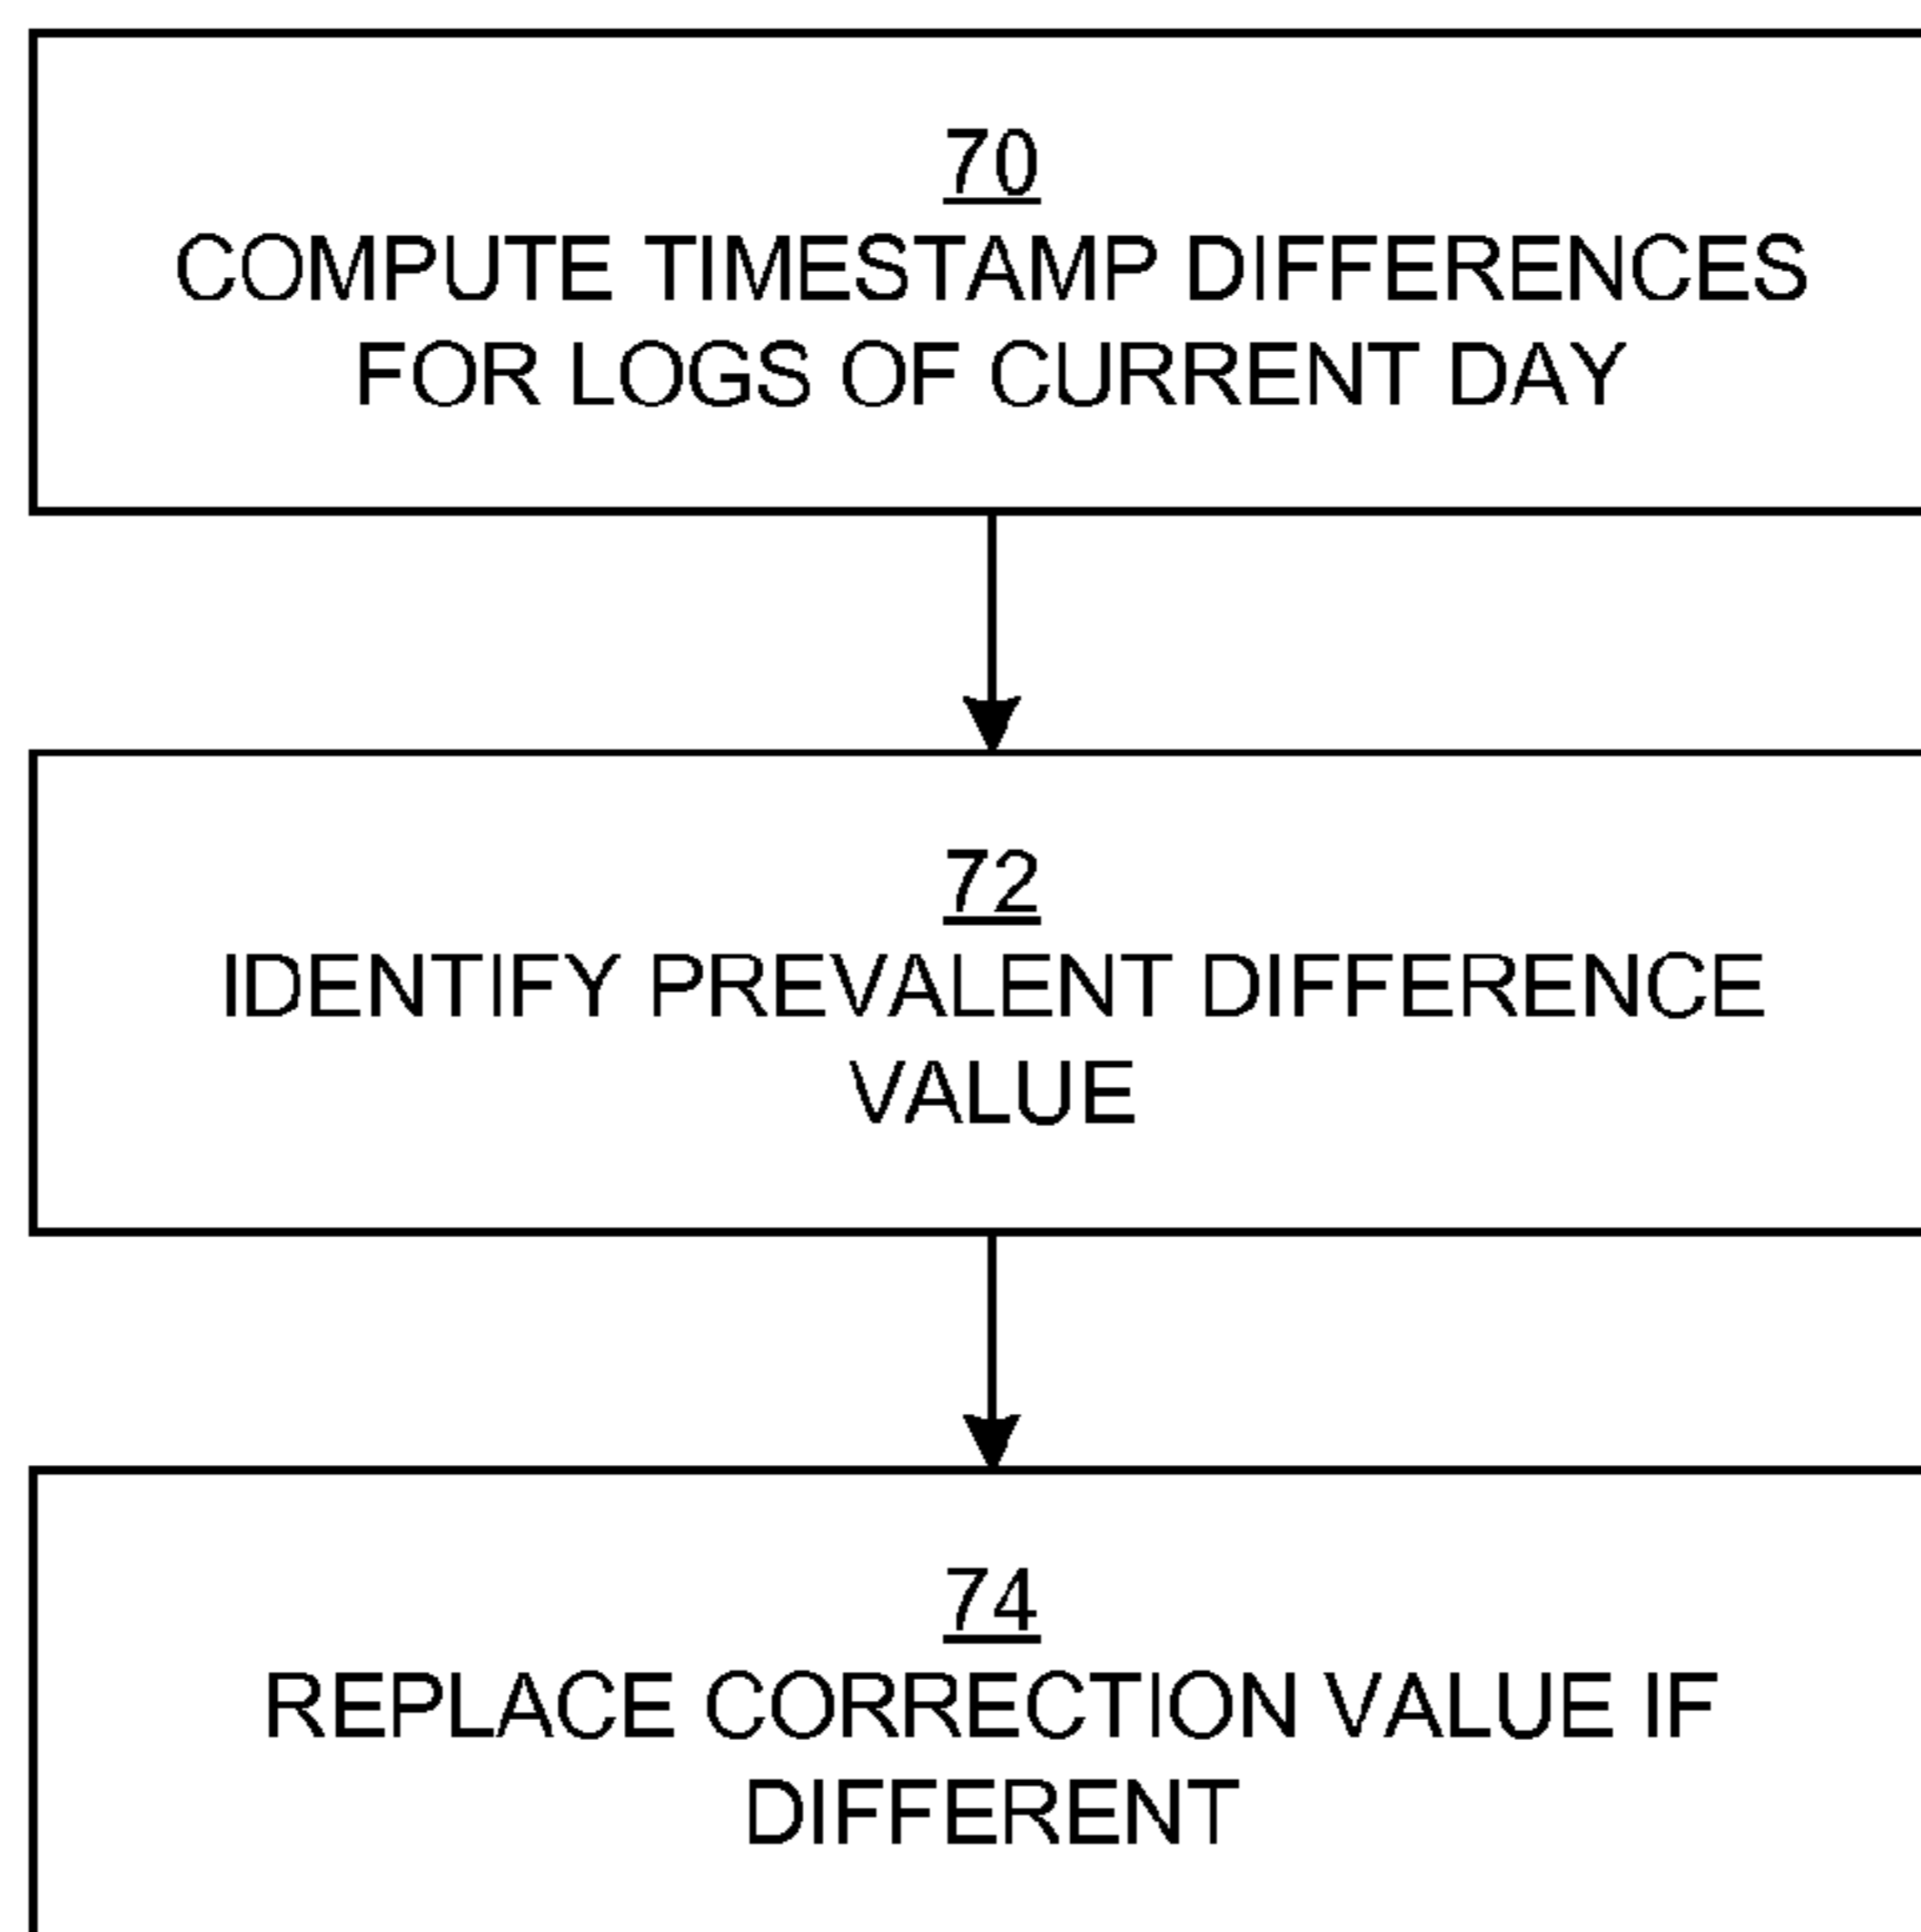 70
COMPUTE TIMESTAMP DIFFERENCES
FOR LOGS OF CURRENT DAY
72
IDENTIFY PREVALENT DIFFERENCE
VALUE
74
REPLACE CORRECTION VALUE IF
DIFFERENT